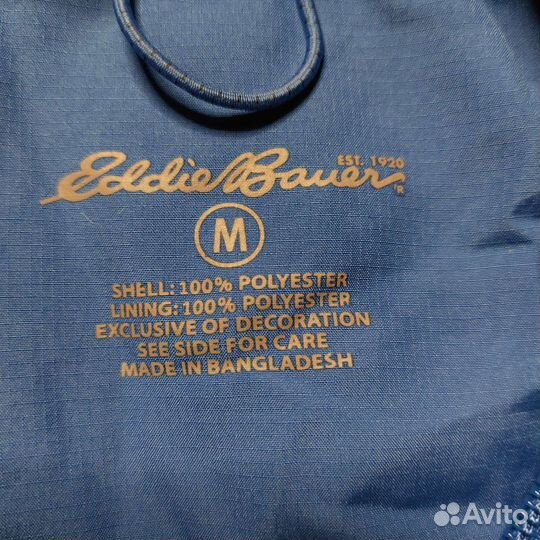 EST. 1920
Eddie Bauer®
M
SHELL: 100% POLYESTER
LINING: 100% POLYESTER
EXCLUSIVE OF DECORATION
SEE SIDE FOR CARE
MADE IN BANGLADESH
Avito